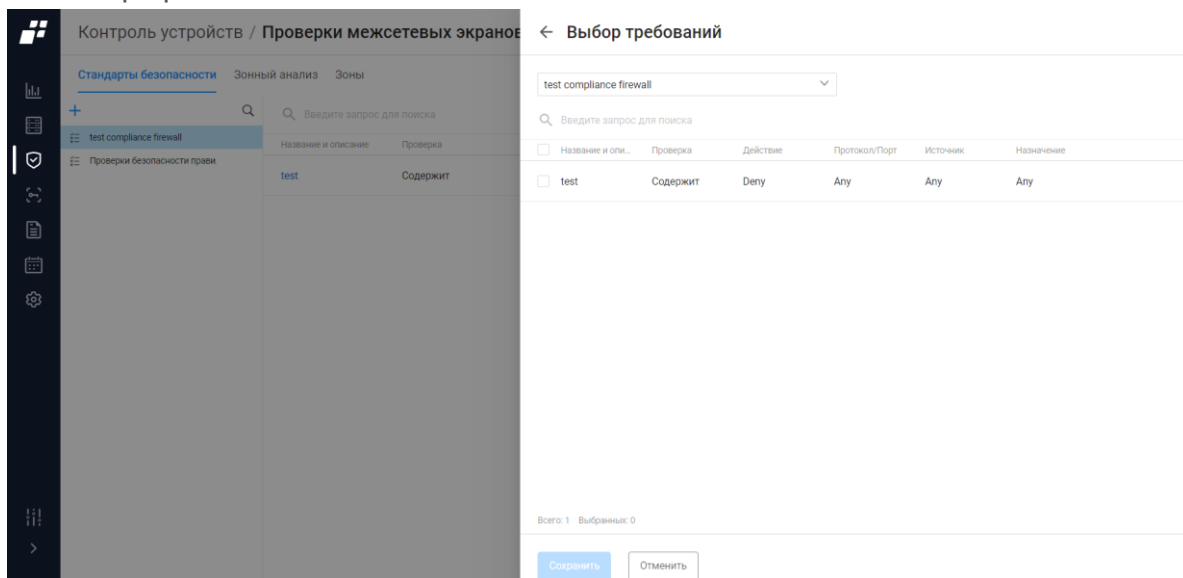 Контроль устройств / Проверки межсетевых экранов
Стандарты безопасности Зонный анализ Зоны
Введите запрос для поиска
test compliance firewall
Проверки безопасности прави
Название и описание Проверка
test Содержит
Выбор требований
test compliance firewall
Введите запрос для поиска
Название и опи... Проверка Действие Протокол/Порт Источник Назначение
test Содержит Deny Any Any Any
Всего: 1 Выбранных: 0
Сохранить Отменить